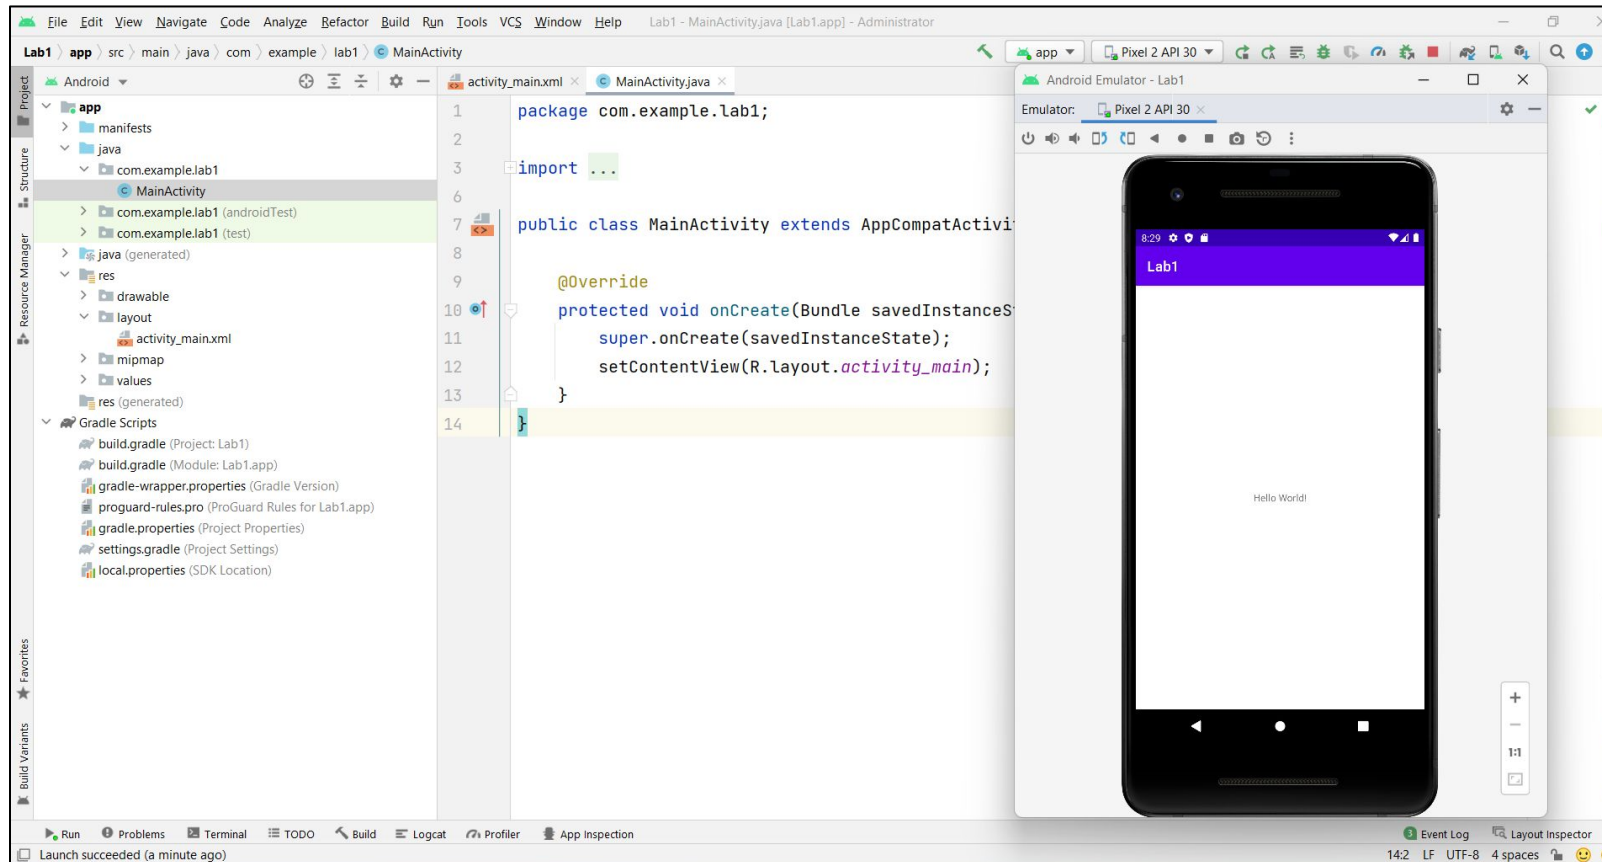 File Edit View Navigate Code Analyze Refactor Build Run Tools VCS Window Help Lab1 - MainActivity.java [Lab1.app] - Administrator
Lab1 app src main java com example lab1 C MainActivity app Pixel 2 API 30
Project
Structure
Resource Manager
Favorites
Build Variants
Android
app
manifests
java
com.example.lab1
C MainActivity
com.example.lab1 (androidTest)
com.example.lab1 (test)
java (generated)
res
drawable
layout
activity_main.xml
mipmap
values
res (generated)
Gradle Scripts
build.gradle (Project: Lab1)
build.gradle (Module: Lab1.app)
gradle-wrapper.properties (Gradle Version)
proguard-rules.pro (ProGuard Rules for Lab1.app)
gradle.properties (Project Properties)
settings.gradle (Project Settings)
local.properties (SDK Location)
activity_main.xml C MainActivity.java
1 package com.example.lab1;
2
3 import ...
6
7 public class MainActivity extends AppCompatActivi
8
9 @Override
10 protected void onCreate(Bundle savedInstanceS
11 super.onCreate(savedInstanceState);
12 setContentView(R.layout.activity_main);
13 }
14 }
Android Emulator - Lab1
Emulator: Pixel 2 API 30
8:29
Lab1
Hello World!
1:1
Run Problems Terminal TODO Build Logcat Profiler App Inspection 3 Event Log Layout Inspector
Launch succeeded (a minute ago) 14:2 LF UTF-8 4 spaces